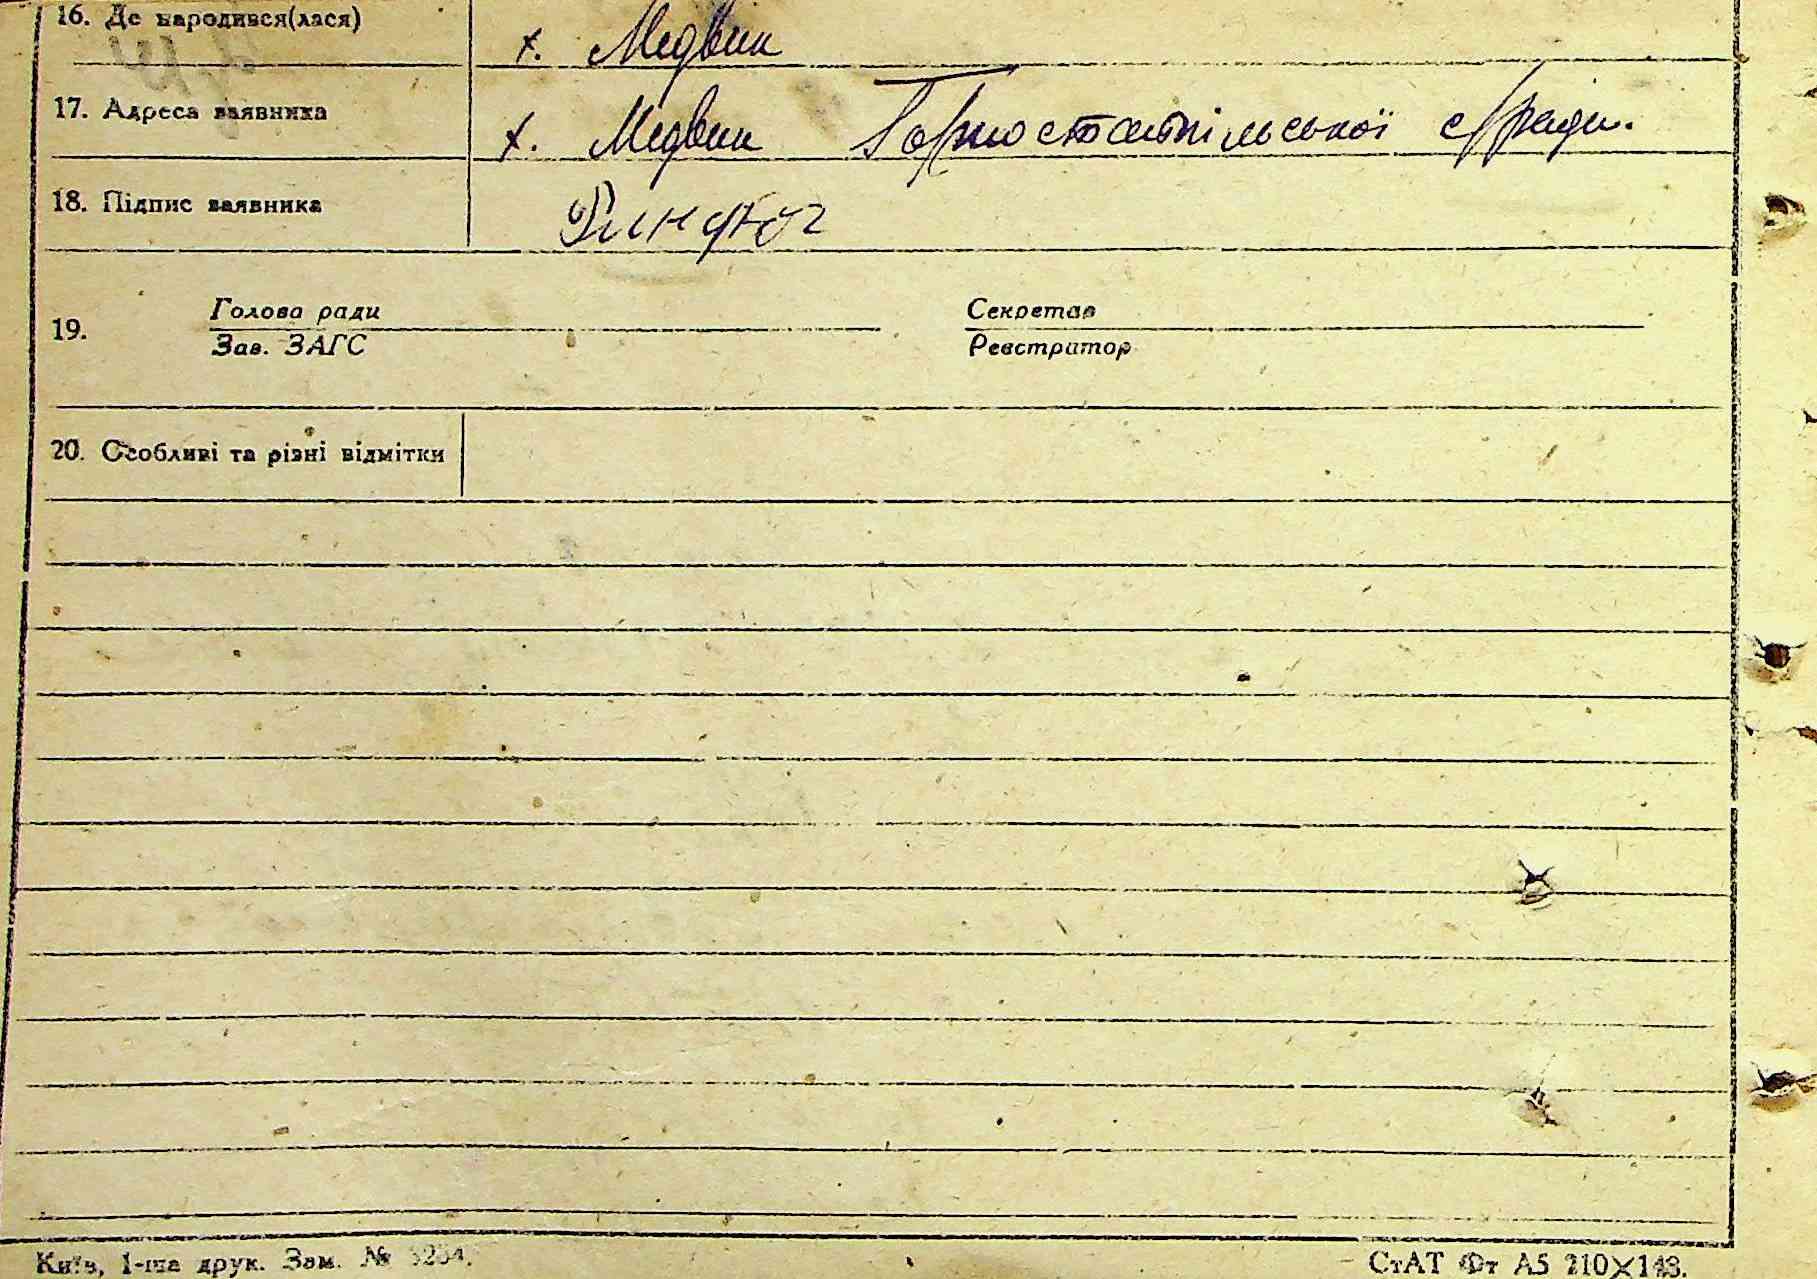 16. Де народився(лася) х. Медвин
17. Адреса заявника х. Медвин Горностайпільської с/ради.
18. Підпис заявника
19. Голова ради Секретар
Зав. ЗАГС Реєстратор
20. Особливі та різні відмітки
Київ, 1-ша друк. Зам. №
СтАТ Фт А5 210×148.